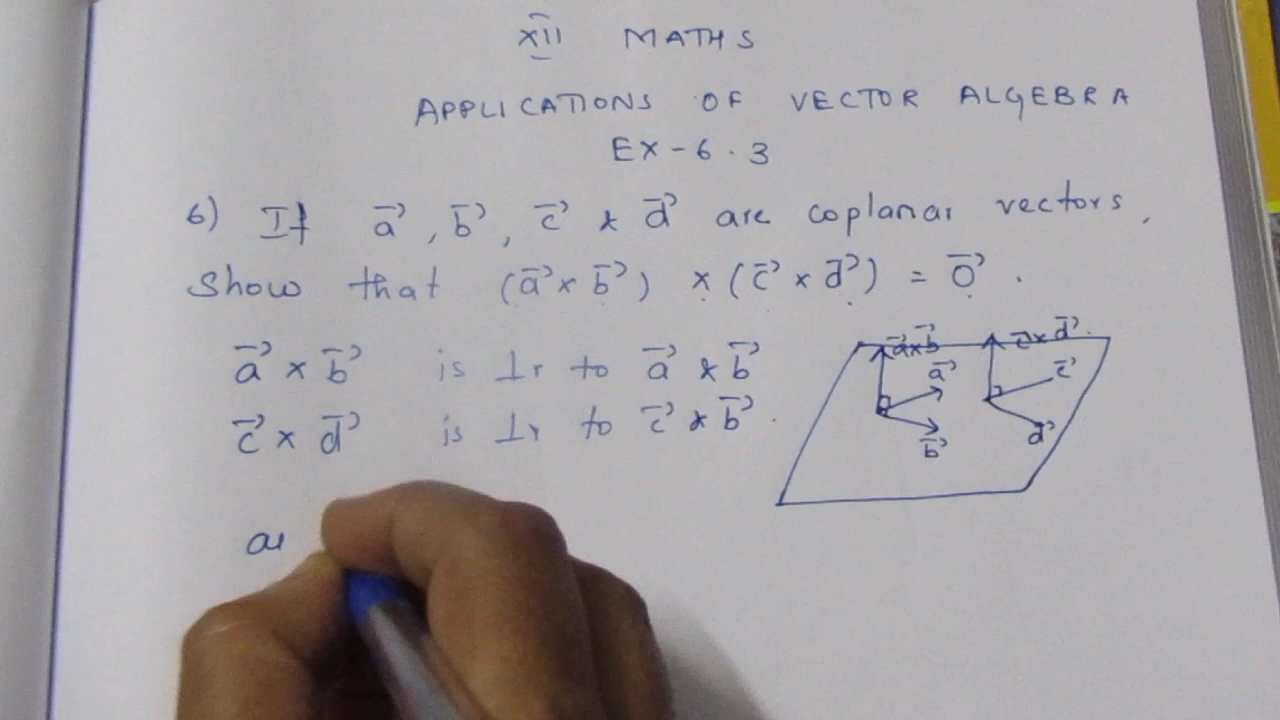 XII MATHS
APPLICATIONS OF VECTOR ALGEBRA
EX-6.3
6) If a⃗, b⃗, c⃗ & d⃗ are coplanar vectors,
show that (a⃗ × b⃗) × (c⃗ × d⃗) = 0⃗.
a⃗ × b⃗ is ⊥r to a⃗ & b⃗
c⃗ × d⃗ is ⊥r to c⃗ & b⃗.
a⃗×b⃗ c⃗×d⃗
a⃗ c⃗
b⃗ d⃗